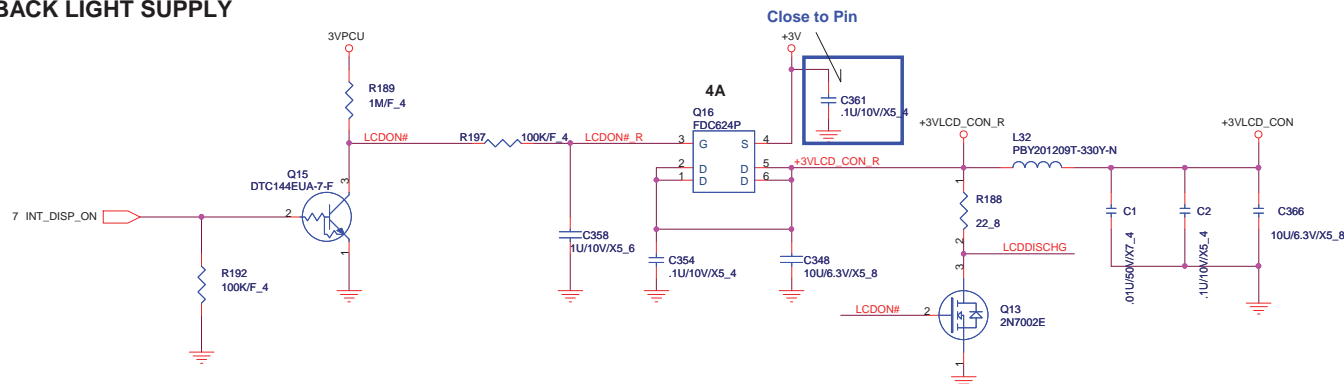 BACK LIGHT SUPPLY
Close to Pin
3VPCU
+3V
R189
1M/F_4
4A
C361
.1U/10V/X5_4
Q16
FDC624P
+3VLCD_CON_R
L32
PBY201209T-330Y-N
+3VLCD_CON
LCDON#
R197
100K/F_4
LCDON#_R
3
G
S
4
2
D
D
5
+3VLCD_CON_R
1
D
D
6
Q15
DTC144EUA-7-F
3
1
R188
22_8
7 INT_DISP_ON
2
C1
C2
C366
10U/6.3V/X5_8
C358
1U/10V/X5_6
2
LCDDISCHG
.01U/50V/X7_4
.1U/10V/X5_4
1
C354
.1U/10V/X5_4
C348
10U/6.3V/X5_8
3
R192
100K/F_4
LCDON#
2
Q13
2N7002E
1